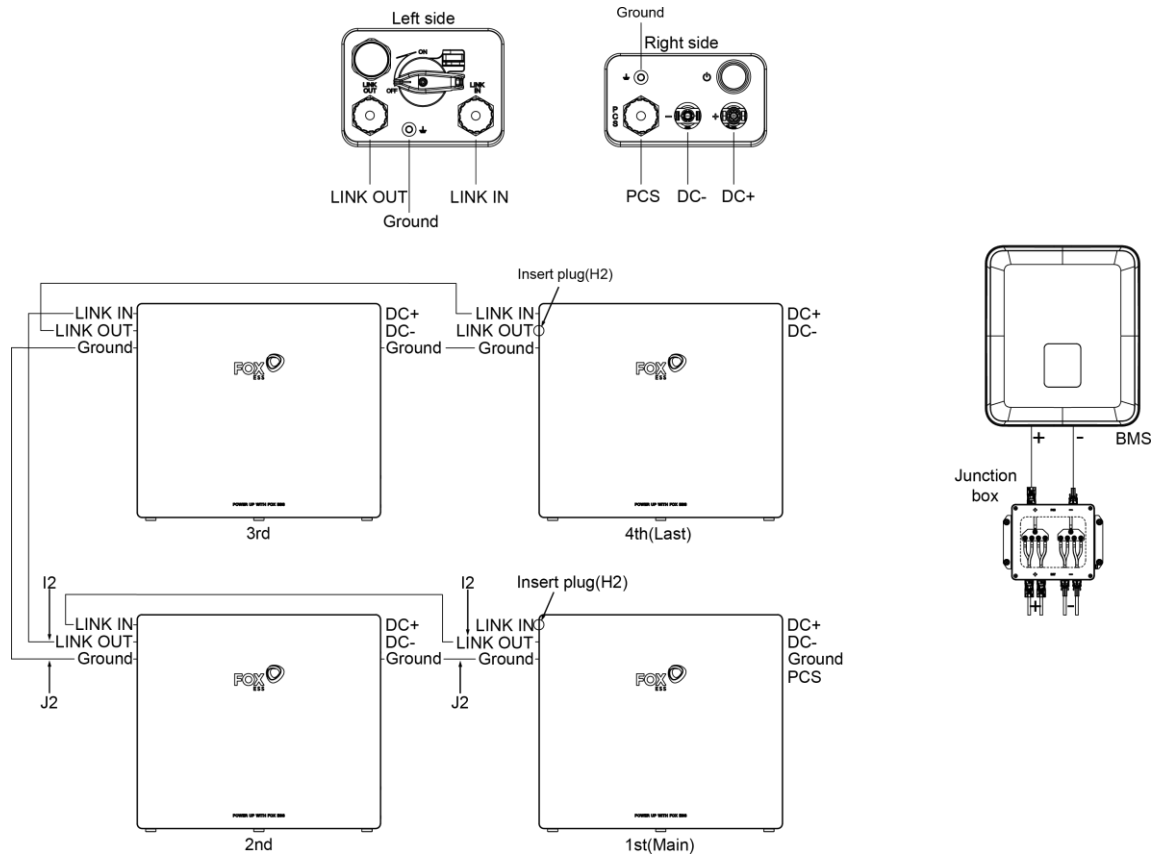 Left side
ON
OFF
LINK
OUT
LINK
IN
LINK OUT
Ground
LINK IN
Ground
Right side
PCS
-
+
PCS
DC-
DC+
Insert plug(H2)
LINK IN
LINK OUT
Ground
FOX
ESS
POWER UP WITH FOX ESS
3rd
DC+
DC-
Ground
LINK IN
LINK OUT
Ground
FOX
ESS
POWER UP WITH FOX ESS
4th(Last)
DC+
DC-
+
-
BMS
Junction
box
+
-
I2
LINK IN
LINK OUT
Ground
J2
FOX
ESS
POWER UP WITH FOX ESS
2nd
DC+
DC-
Ground
I2
Insert plug(H2)
LINK IN
LINK OUT
Ground
J2
FOX
ESS
POWER UP WITH FOX ESS
1st(Main)
DC+
DC-
Ground
PCS